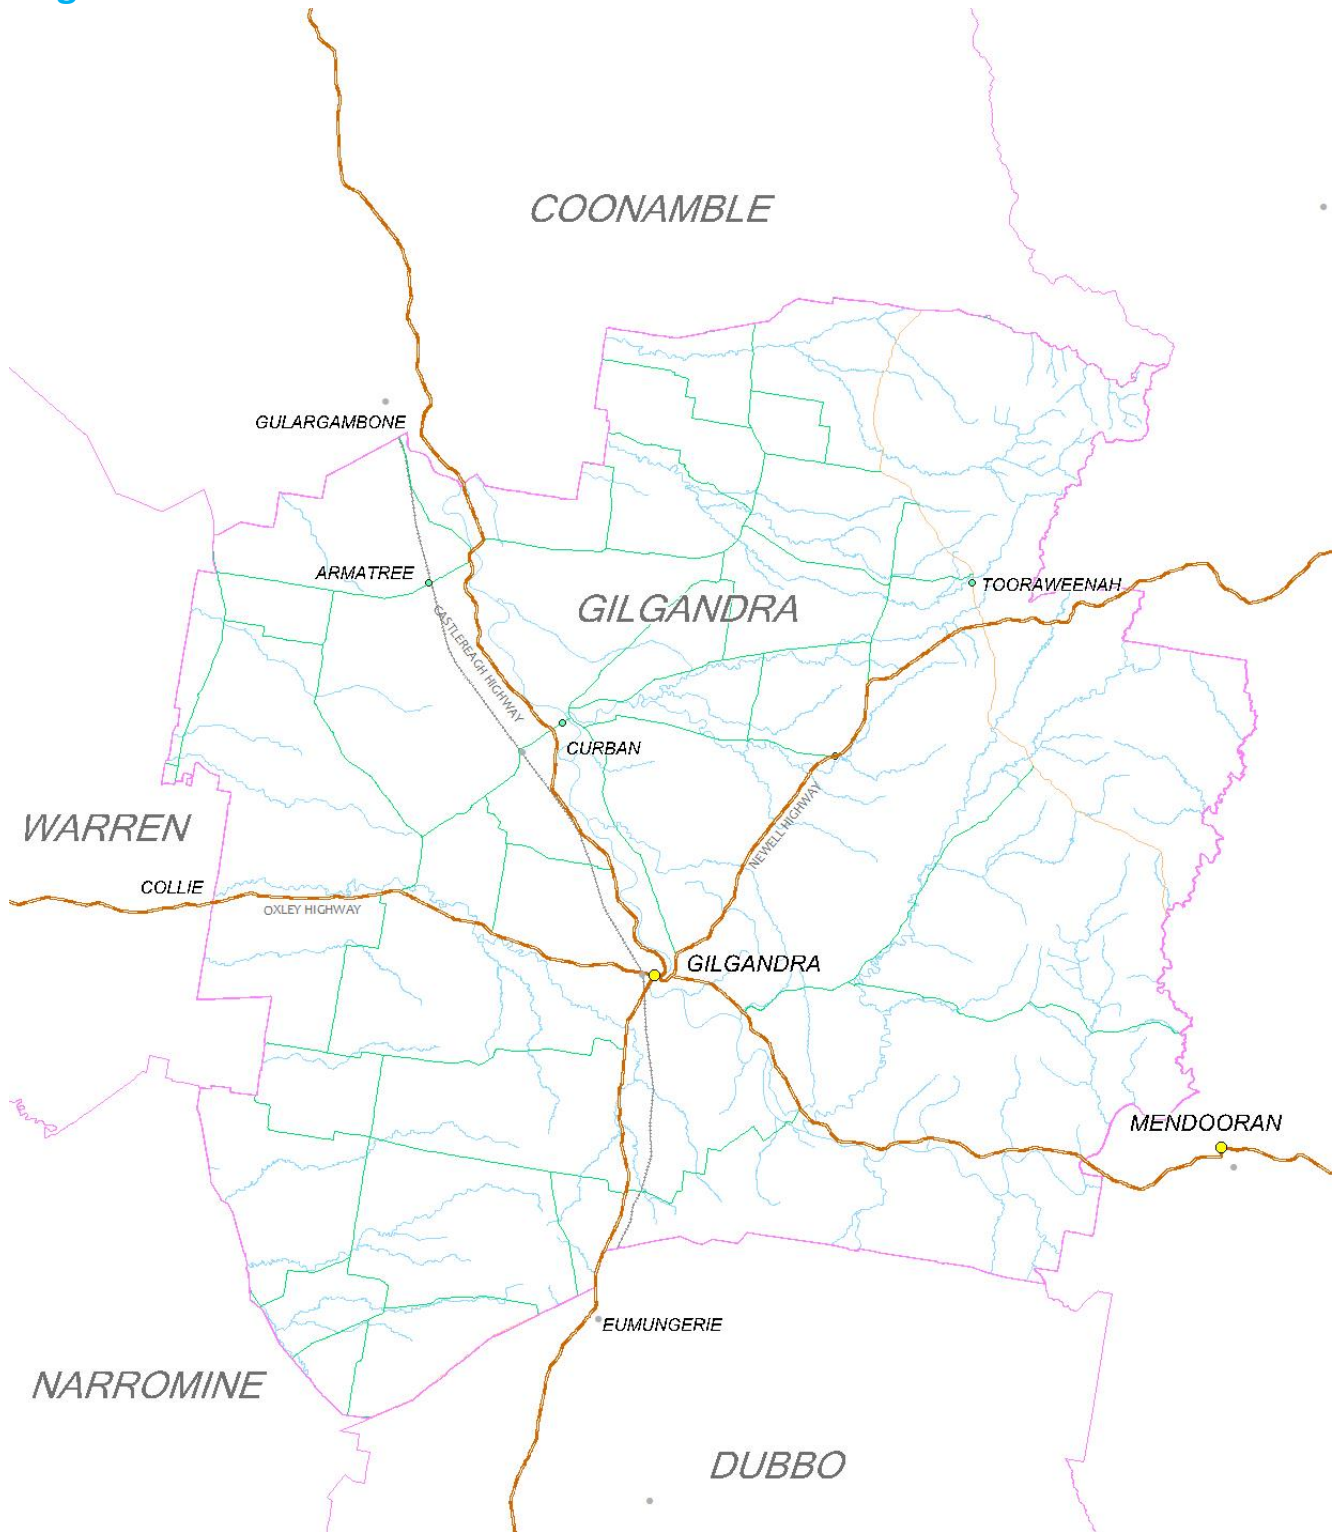 COONAMBLE
GULARGAMBONE
ARMATREE
TOORAWEENAH
GILGANDRA
CASTLEREAGH HIGHWAY
CURBAN
NEWELL HIGHWAY
WARREN
COLLIE
OXLEY HIGHWAY
GILGANDRA
MENDOORAN
EUMUNGERIE
NARROMINE
DUBBO